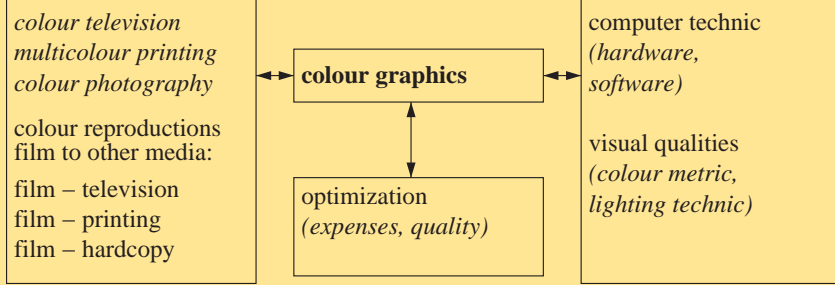 colour television
multicolour printing
colour photography
colour reproductions
film to other media:
film – television
film – printing
film – hardcopy
colour graphics
optimization
(expenses, quality)
computer technic
(hardware,
software)
visual qualities
(colour metric,
lighting technic)